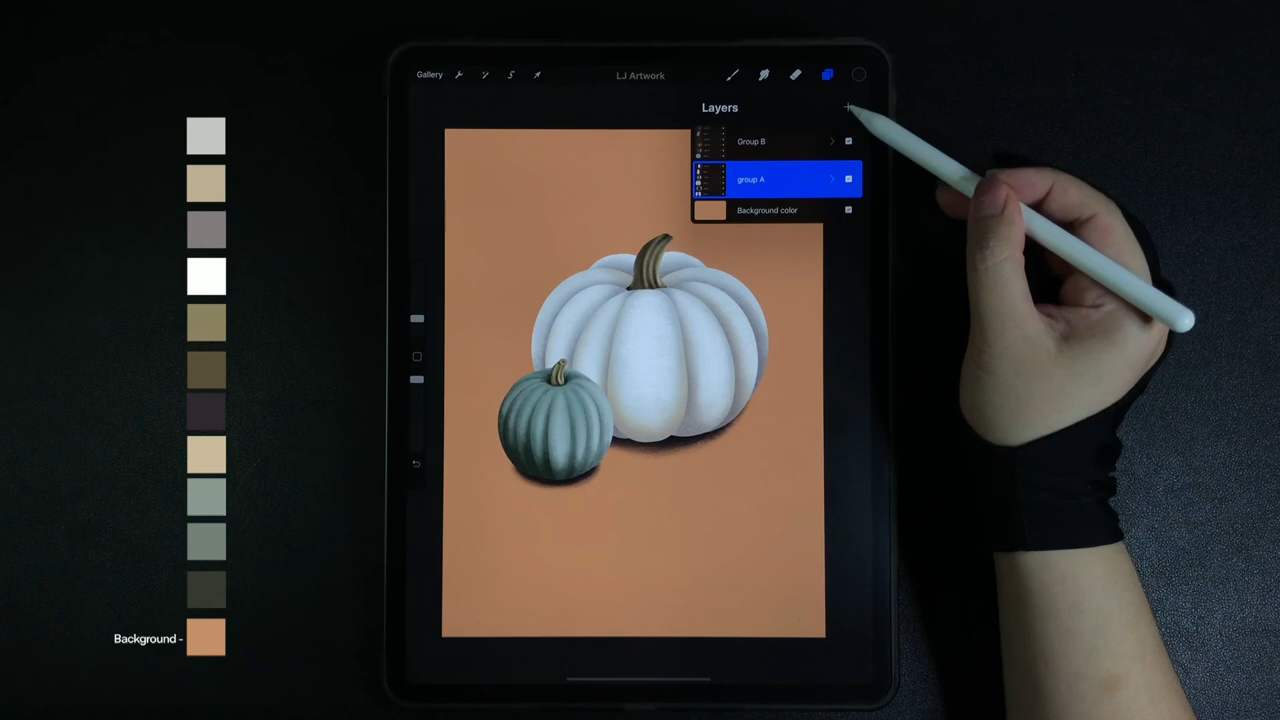 Gallery
LJ Artwork
Layers
Group B
group A
Background color
Background -